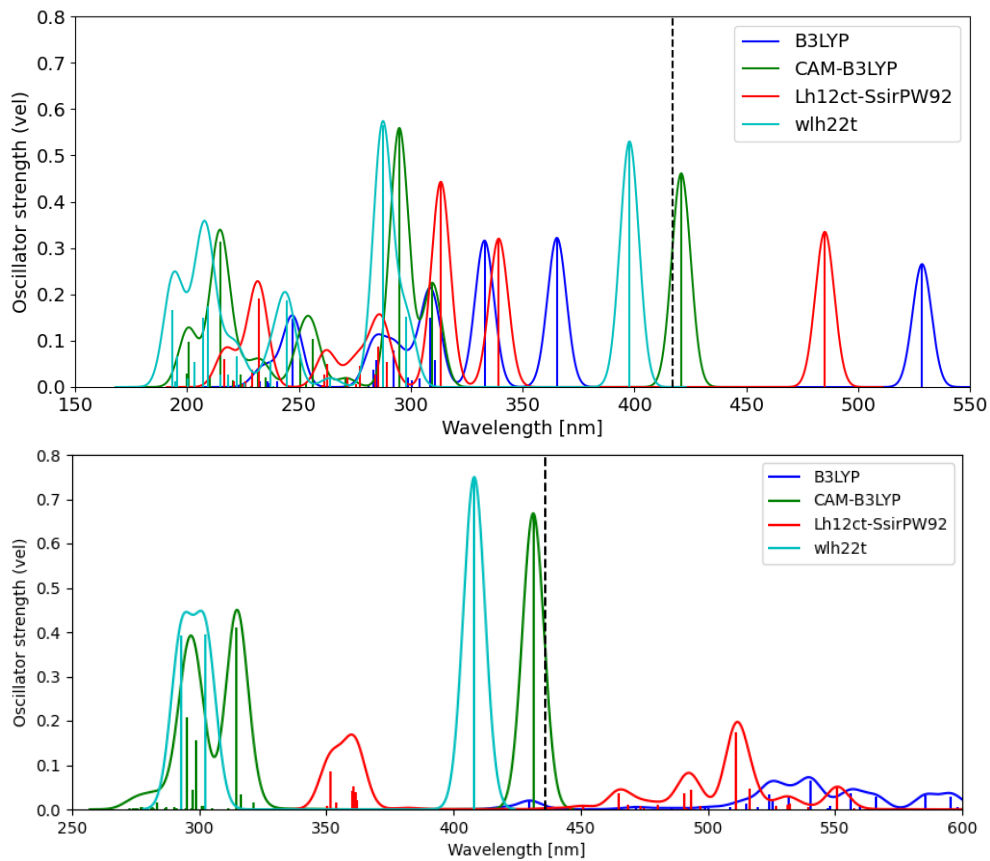 0.8
0.7
0.6
0.5
0.4
0.3
0.2
0.1
0.0
Oscillator strength (vel)
B3LYP
CAM-B3LYP
Lh12ct-SsirPW92
wlh22t
150 200 250 300 350 400 450 500 550
Wavelength [nm]
0.8
0.7
0.6
0.5
0.4
0.3
0.2
0.1
0.0
Oscillator strength (vel)
B3LYP
CAM-B3LYP
Lh12ct-SsirPW92
wlh22t
250 300 350 400 450 500 550 600
Wavelength [nm]